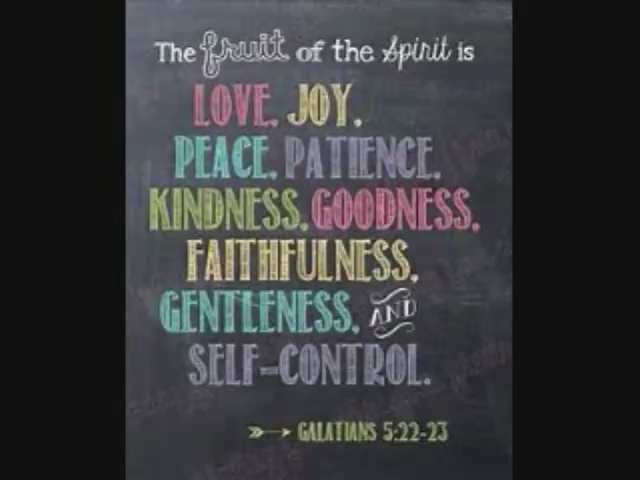 The fruit of the Spirit is
LOVE, JOY,
PEACE, PATIENCE,
KINDNESS, GOODNESS,
FAITHFULNESS,
GENTLENESS, AND
SELF-CONTROL.
GALATIANS 5:22-23